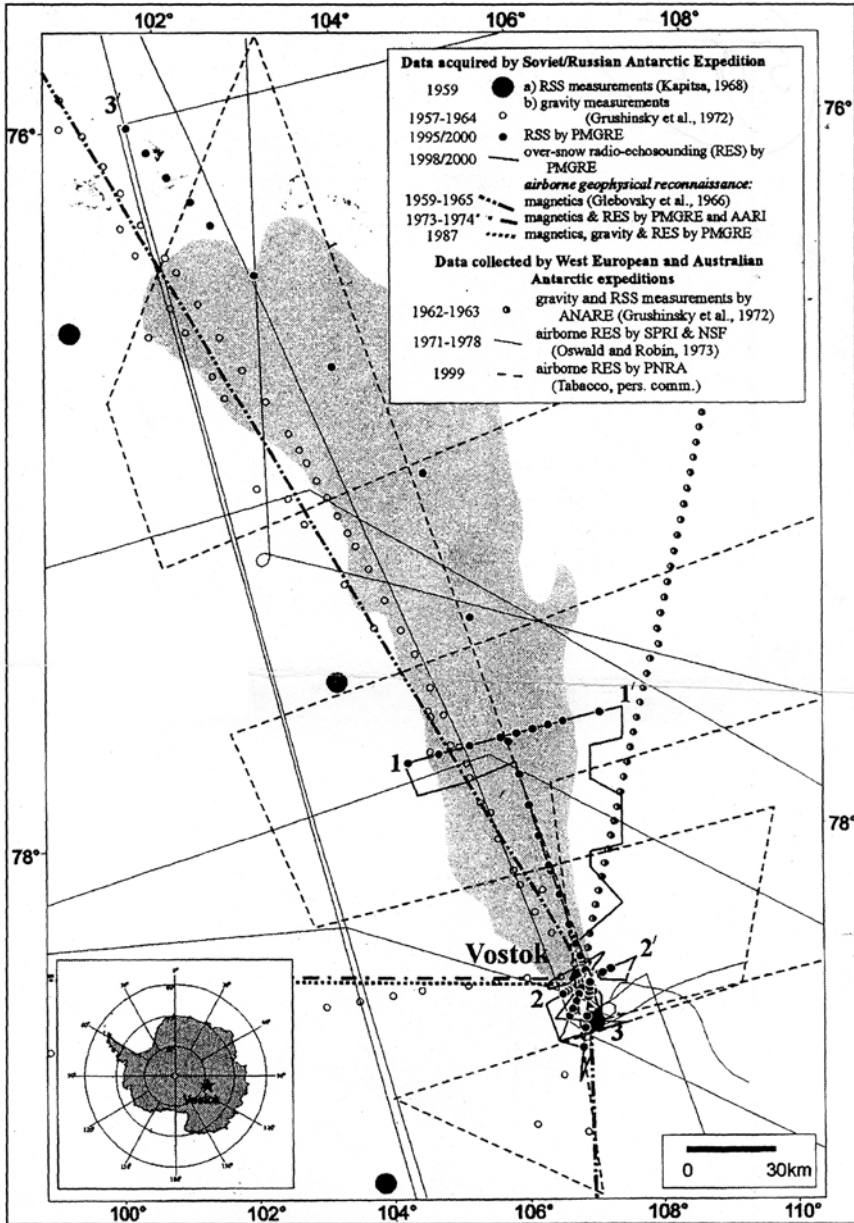 102° 104° 106° 108°
76°
76°
3′
Data acquired by Soviet/Russian Antarctic Expedition
1959 a) RSS measurements (Kapitsa, 1968)
b) gravity measurements
1957-1964 (Grushinsky et al., 1972)
1995/2000 RSS by PMGRE
1998/2000 over-snow radio-echosounding (RES) by
PMGRE
airborne geophysical reconnaissance:
1959-1965 magnetics (Glebovsky et al., 1966)
1973-1974 magnetics & RES by PMGRE and AARI
1987 magnetics, gravity & RES by PMGRE
Data collected by West European and Australian
Antarctic expeditions
1962-1963 gravity and RSS measurements by
ANARE (Grushinsky et al., 1972)
1971-1978 airborne RES by SPRI & NSF
(Oswald and Robin, 1973)
1999 airborne RES by PNRA
(Tabacco, pers. comm.)
1′
1
78°
78°
Vostok
2′
2
3
Vostok
0 30km
100° 102° 104° 106° 108° 110°